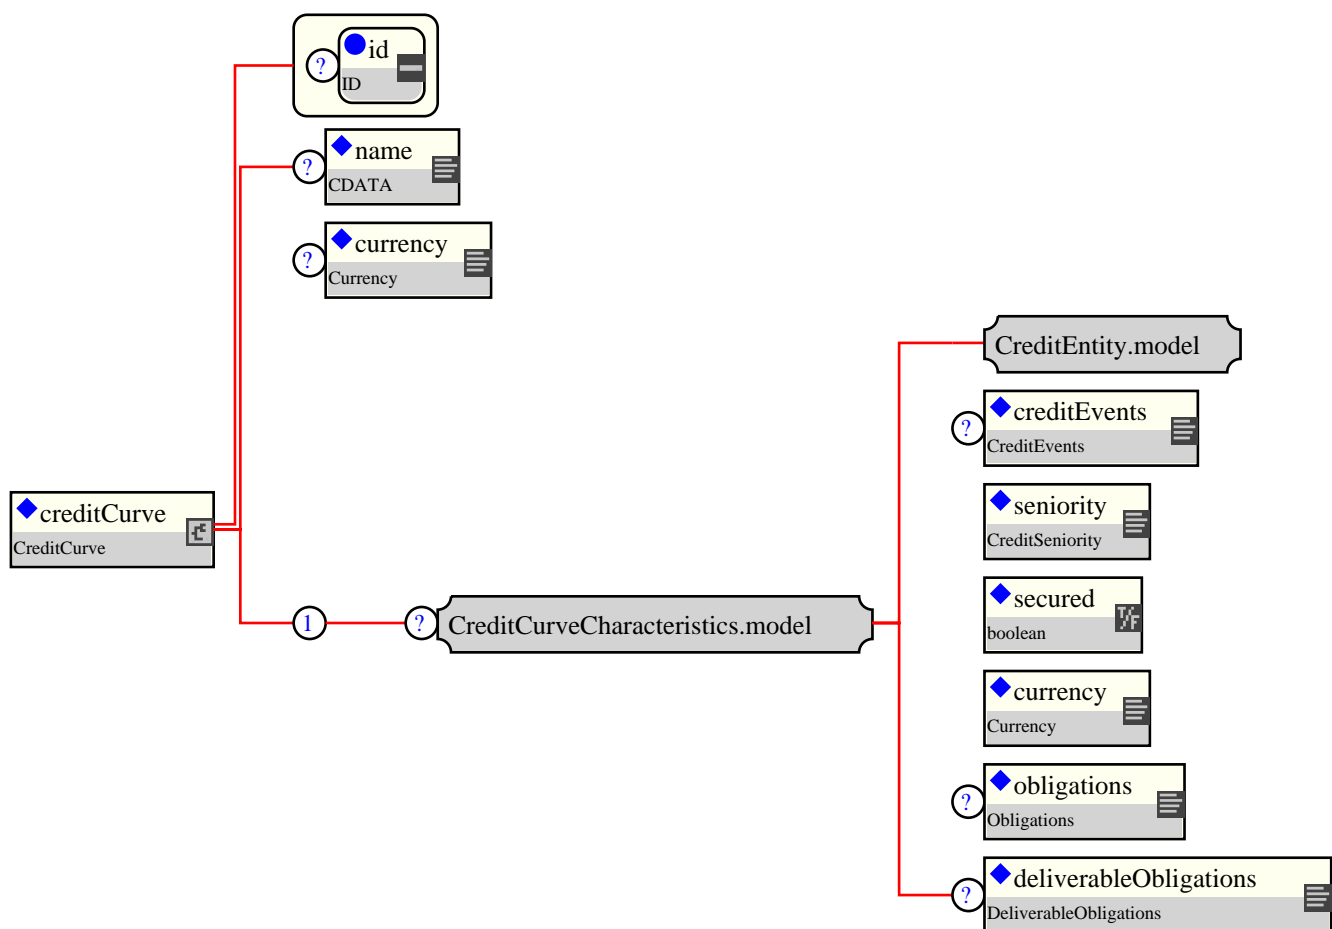 ?
id
ID
?
name
CDATA
?
currency
Currency
creditCurve
CreditCurve
1
?
CreditCurveCharacteristics.model
CreditEntity.model
?
creditEvents
CreditEvents
seniority
CreditSeniority
secured
T/F
boolean
currency
Currency
?
obligations
Obligations
?
deliverableObligations
DeliverableObligations